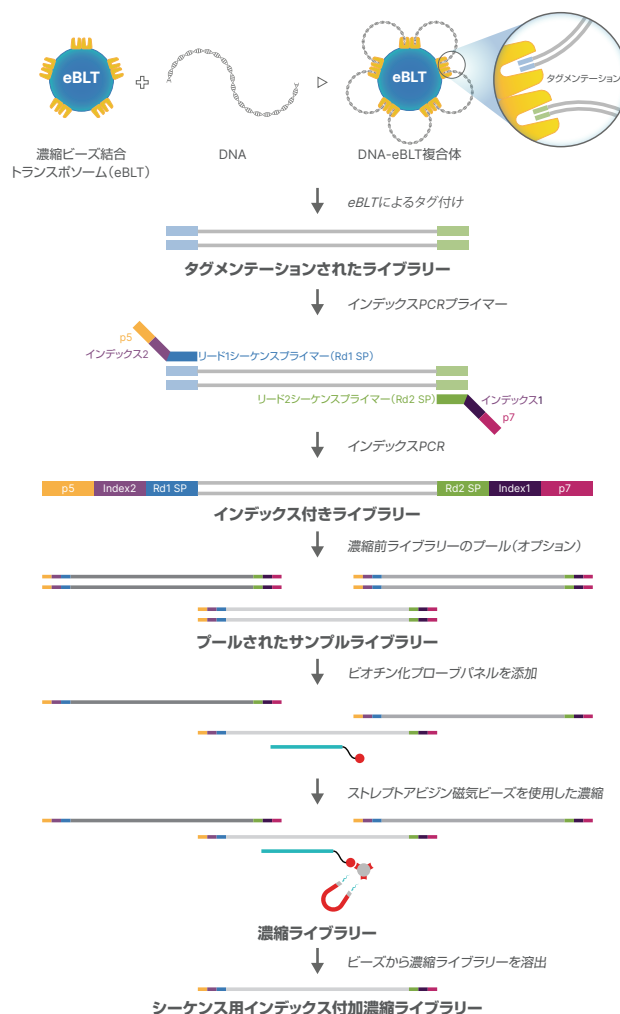 eBLT
eBLT
タグメンテーション
濃縮ビーズ結合
トランスポソーム(eBLT)
DNA
DNA-eBLT複合体
eBLTによるタグ付け
タグメンテーションされたライブラリー
インデックスPCRプライマー
p5
インデックス2
リード1シーケンスプライマー(Rd1 SP)
リード2シーケンスプライマー(Rd2 SP)
インデックス1
p7
インデックスPCR
p5 Index2 Rd1 SP Rd2 SP Index1 p7
インデックス付きライブラリー
濃縮前ライブラリーのプール(オプション)
プールされたサンプルライブラリー
ビオチン化プローブパネルを添加
ストレプトアビジン磁気ビーズを使用した濃縮
濃縮ライブラリー
ビーズから濃縮ライブラリーを溶出
シーケンス用インデックス付加濃縮ライブラリー